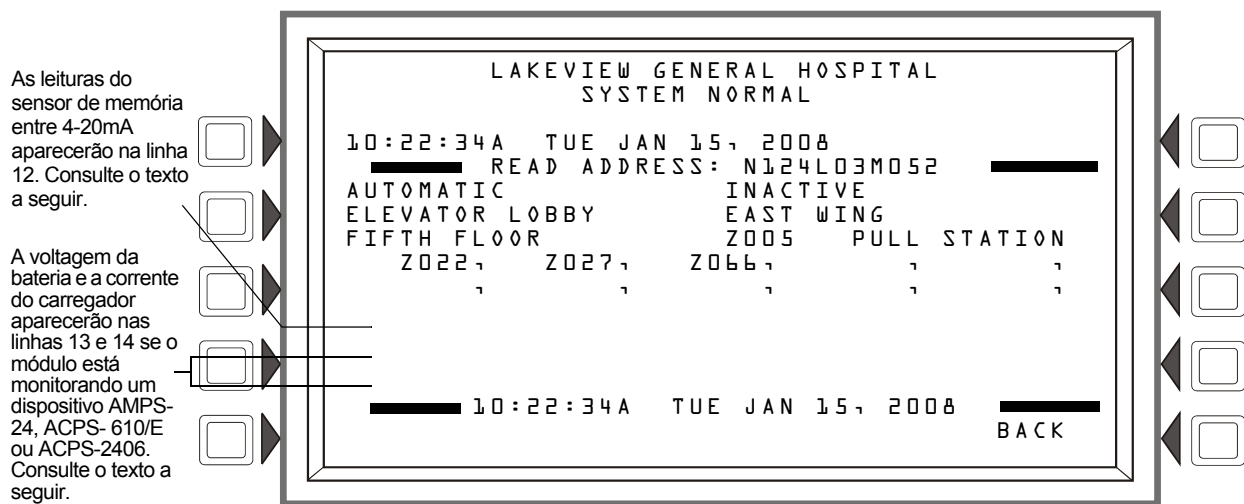 As leituras do
sensor de memória
entre 4-20mA
aparecerão na linha
12. Consulte o texto
a seguir.
A voltagem da
bateria e a corrente
do carregador
aparecerão nas
linhas 13 e 14 se o
módulo está
monitorando um
dispositivo AMPS-
24, ACPS- 610/E
ou ACPS-2406.
Consulte o texto a
seguir.
LAKEVIEW GENERAL HOSPITAL
SYSTEM NORMAL
10:22:34A TUE JAN 15, 2008
READ ADDRESS: N124L03M052
AUTOMATIC INACTIVE
ELEVATOR LOBBY EAST WING
FIFTH FLOOR Z005 PULL STATION
Z022, Z027, Z066, , ,
, , , , ,
10:22:34A TUE JAN 15, 2008
BACK